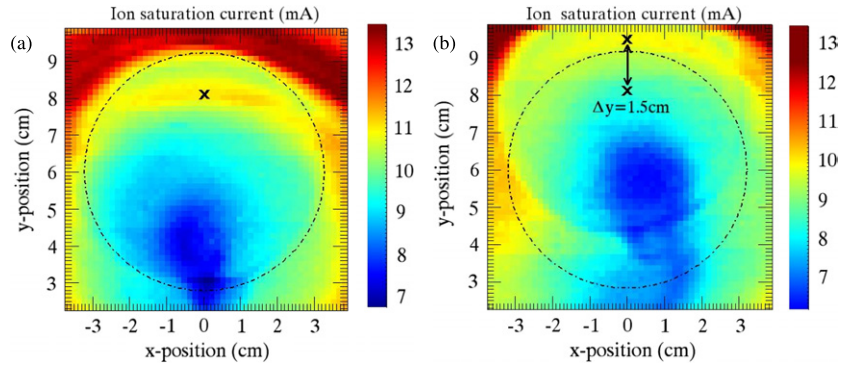 Ion saturation current (mA)
(a)
y-position (cm)
9
8
7
6
5
4
3
-3 -2 -1 0 1 2 3
x-position (cm)
13
12
11
10
9
8
7
x
Ion saturation current (mA)
(b)
y-position (cm)
9
8
7
6
5
4
3
-3 -2 -1 0 1 2 3
x-position (cm)
13
12
11
10
9
8
7
x
x
Δy=1.5cm